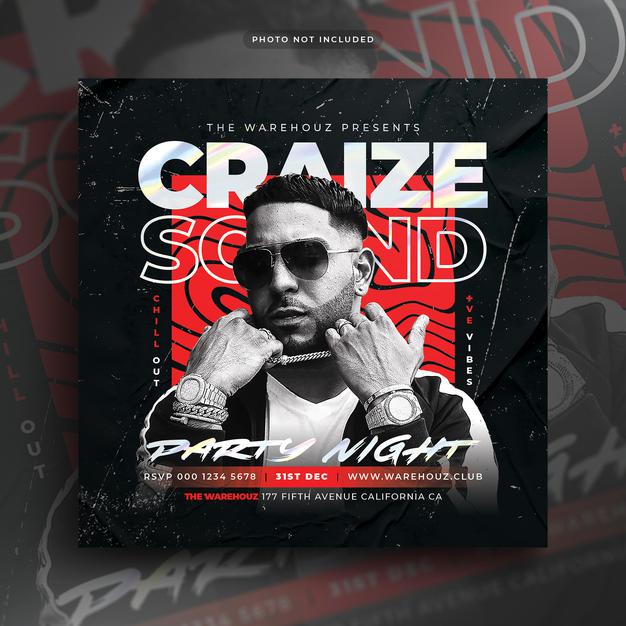 PHOTO NOT INCLUDED
THE WAREHOUZ PRESENTS
CRAIZE
SOUND
CHILL OUT
+VE VIBES
PARTY NIGHT
RSVP 000 1234 5678 | 31ST DEC | WWW.WAREHOUZ.CLUB
THE WAREHOUZ 177 FIFTH AVENUE CALIFORNIA CA